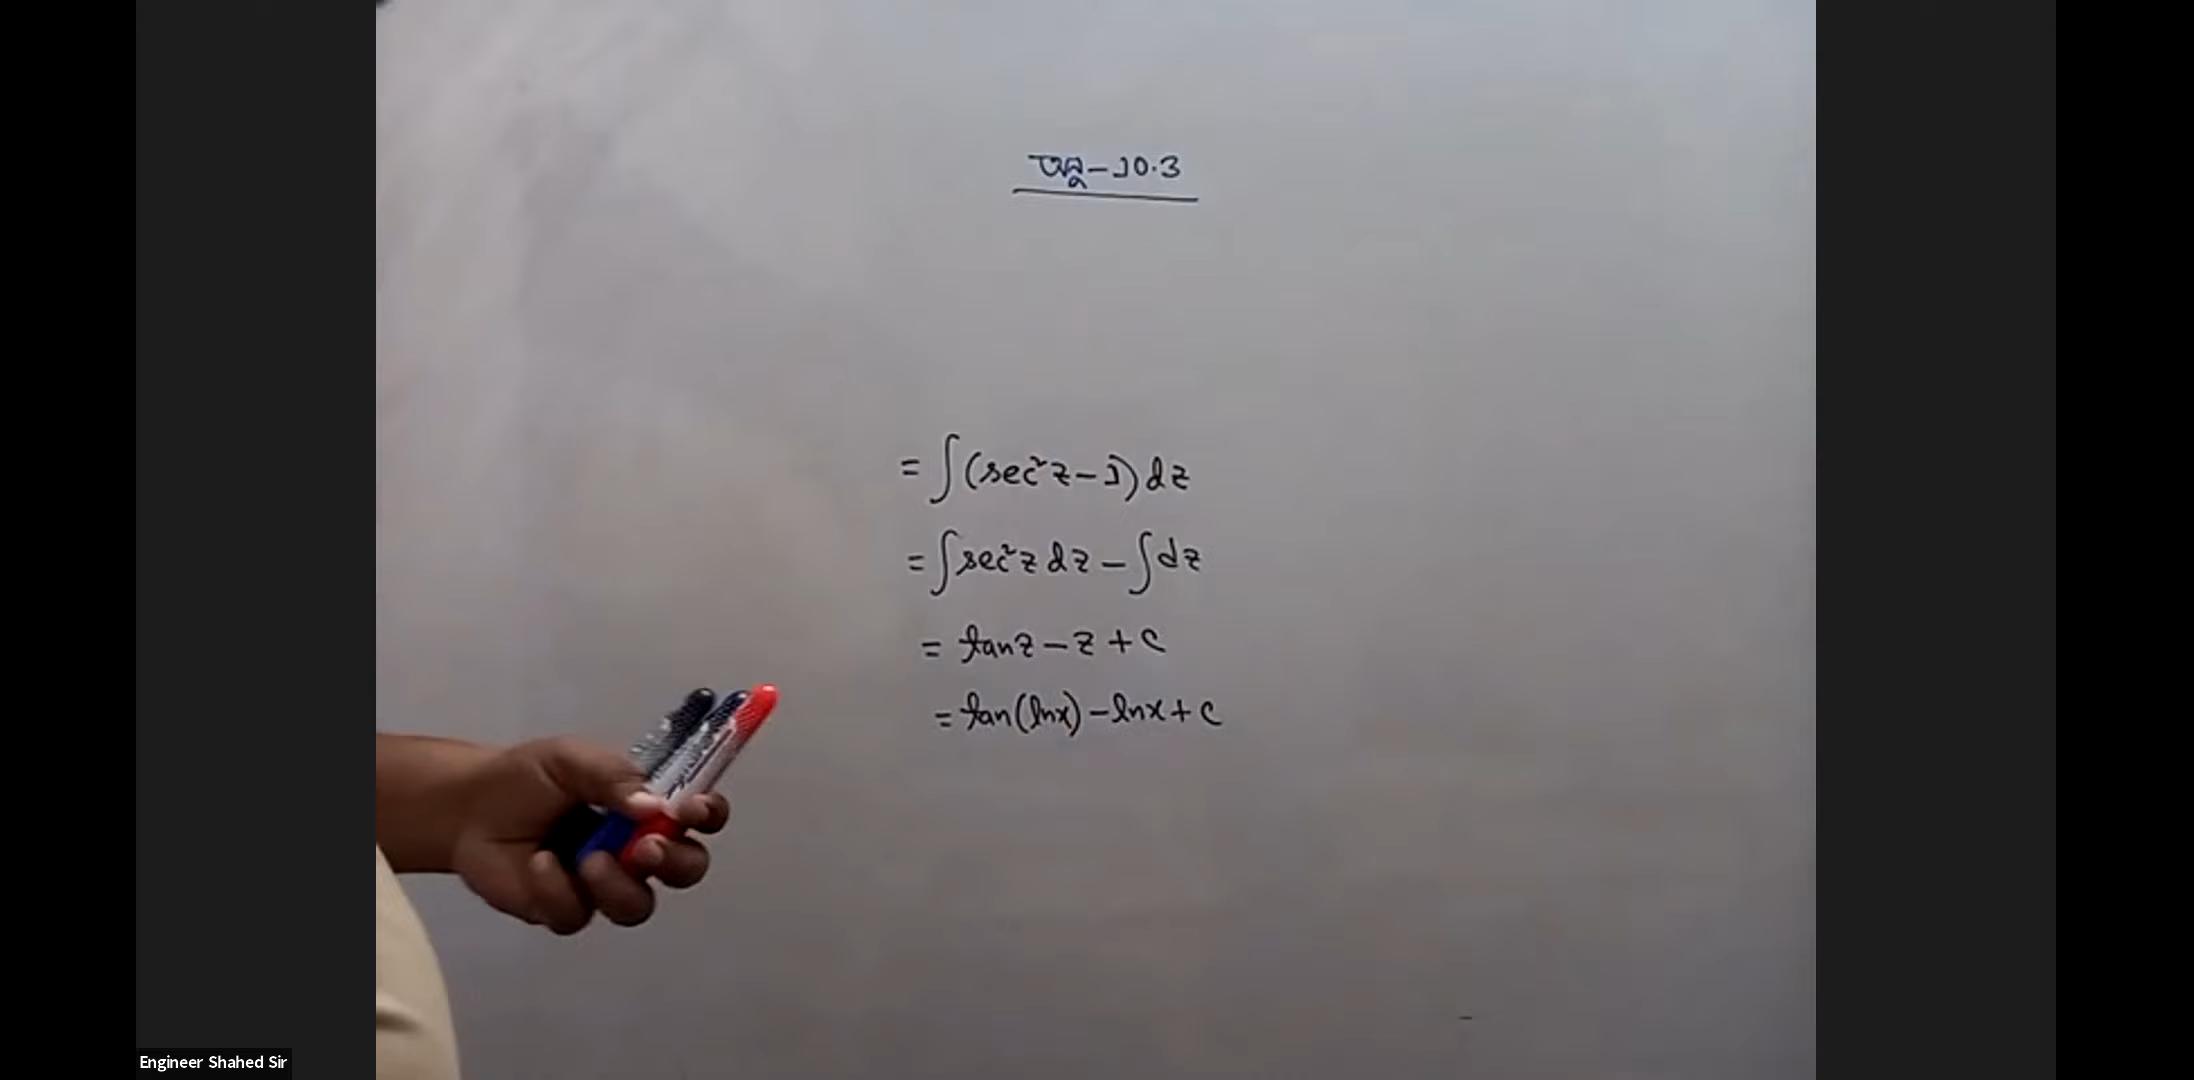 অনু-10.3
= ∫(sec²z-1)dz
= ∫sec²z dz - ∫dz
= tanz - z + c
= tan(lnx) - lnx + c
Engineer Shahed Sir